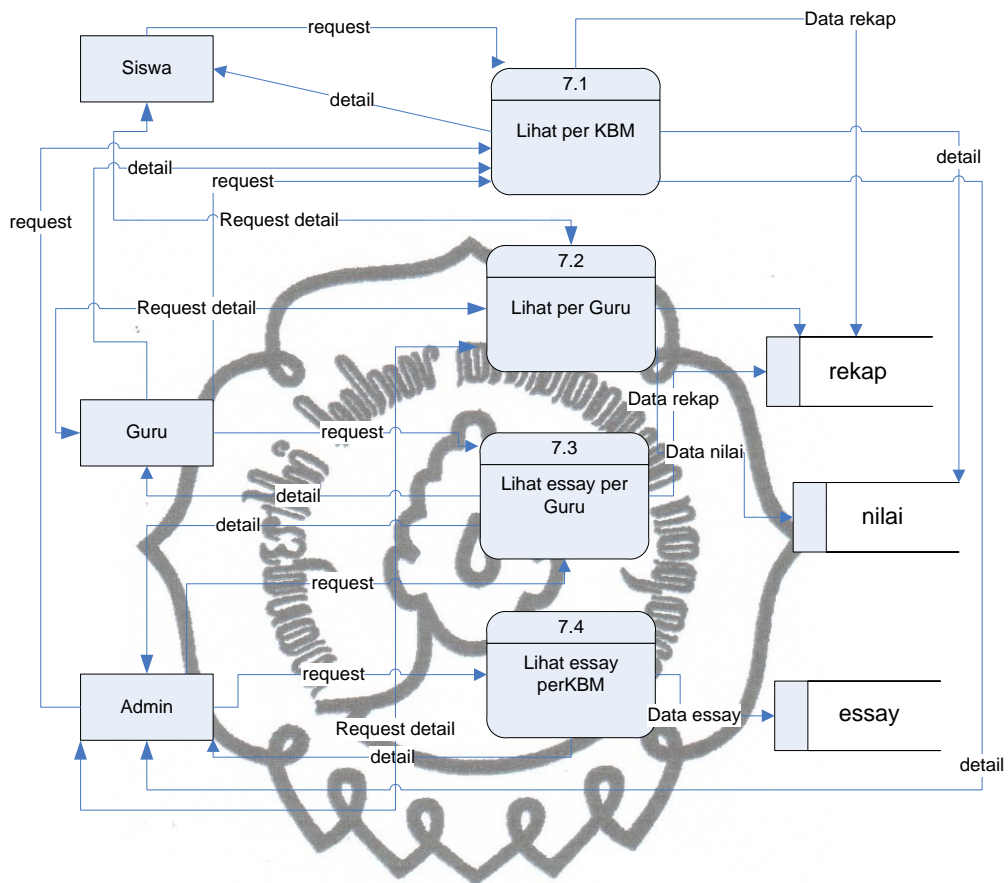 Data rekap
request
Siswa
7.1
detail
Lihat per KBM
detail
detail
request
request
Request detail
7.2
Request detail
Lihat per Guru
rekap
Data rekap
Guru
request
7.3
Data nilai
Lihat essay per
Guru
detail
nilai
detail
request
7.4
Lihat essay
perKBM
request
Admin
Data essay
essay
Request detail
detail
detail